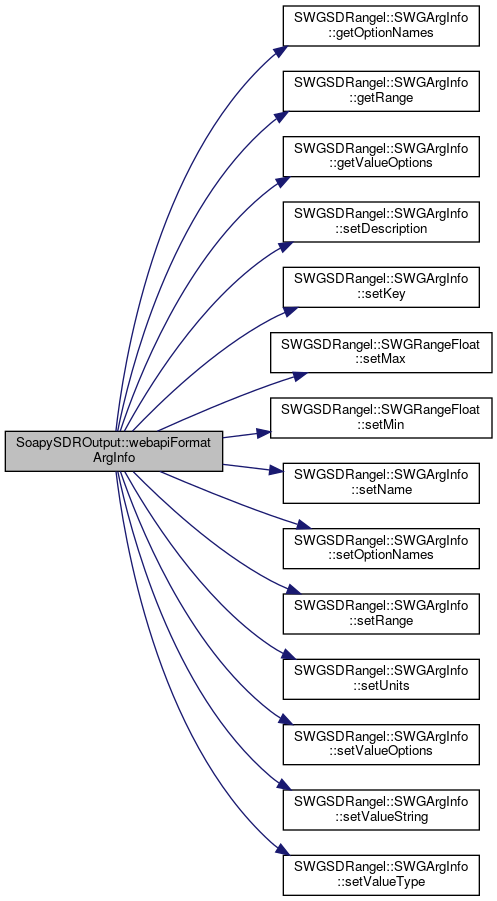 SWGSDRangel::SWGArgInfo
::getOptionNames
SWGSDRangel::SWGArgInfo
::getRange
SWGSDRangel::SWGArgInfo
::getValueOptions
SWGSDRangel::SWGArgInfo
::setDescription
SWGSDRangel::SWGArgInfo
::setKey
SWGSDRangel::SWGRangeFloat
::setMax
SWGSDRangel::SWGRangeFloat
::setMin
SoapySDROutput::webapiFormat
ArgInfo
SWGSDRangel::SWGArgInfo
::setName
SWGSDRangel::SWGArgInfo
::setOptionNames
SWGSDRangel::SWGArgInfo
::setRange
SWGSDRangel::SWGArgInfo
::setUnits
SWGSDRangel::SWGArgInfo
::setValueOptions
SWGSDRangel::SWGArgInfo
::setValueString
SWGSDRangel::SWGArgInfo
::setValueType